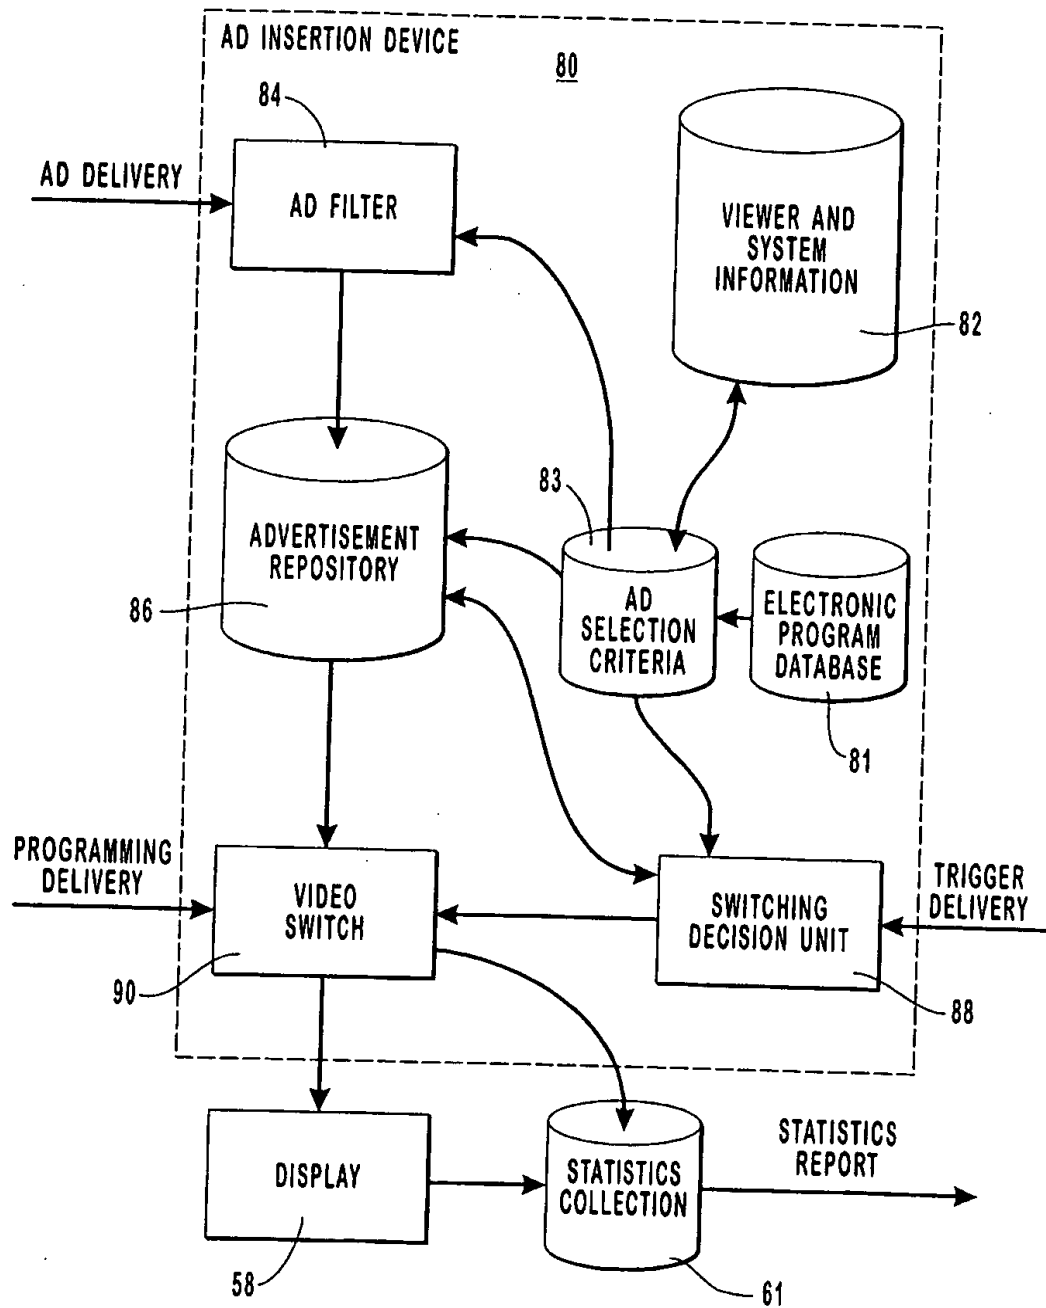 AD INSERTION DEVICE
80
84
AD DELIVERY
AD FILTER
VIEWER AND
SYSTEM
INFORMATION
82
83
ADVERTISEMENT
REPOSITORY
86
AD
SELECTION
CRITERIA
ELECTRONIC
PROGRAM
DATABASE
81
PROGRAMMING
DELIVERY
VIDEO
SWITCH
90
SWITCHING
DECISION UNIT
88
TRIGGER
DELIVERY
DISPLAY
58
STATISTICS
COLLECTION
61
STATISTICS
REPORT